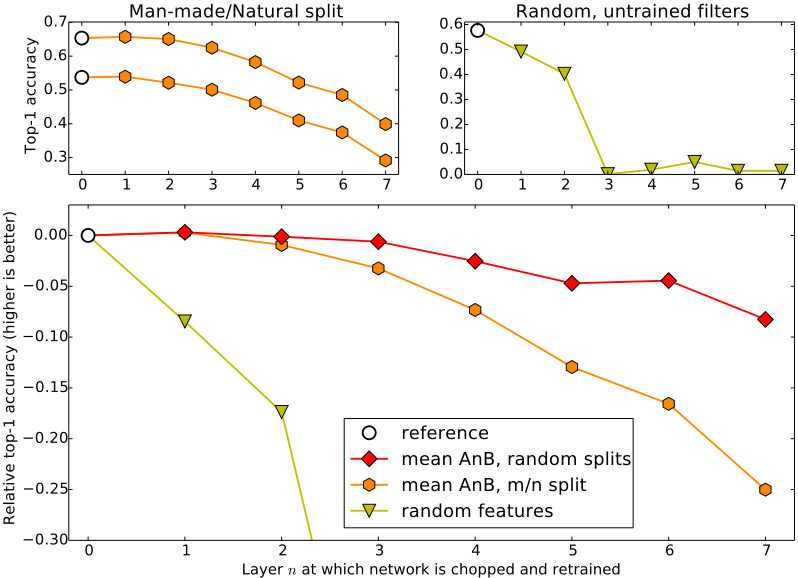 Man-made/Natural split
Top-1 accuracy
0.7
0.6
0.5
0.4
0.3
0 1 2 3 4 5 6 7
Random, untrained filters
0.6
0.5
0.4
0.3
0.2
0.1
0.0
0 1 2 3 4 5 6 7
Relative top-1 accuracy (higher is better)
0.00
−0.05
−0.10
−0.15
−0.20
−0.25
−0.30
reference
mean AnB, random splits
mean AnB, m/n split
random features
0 1 2 3 4 5 6 7
Layer n at which network is chopped and retrained